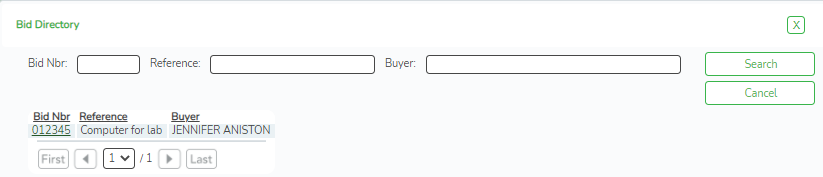 Bid Directory X
Bid Nbr: Reference: Buyer: Search
Cancel
Bid Nbr Reference Buyer
012345 Computer for lab JENNIFER ANISTON
First 1 / 1 Last